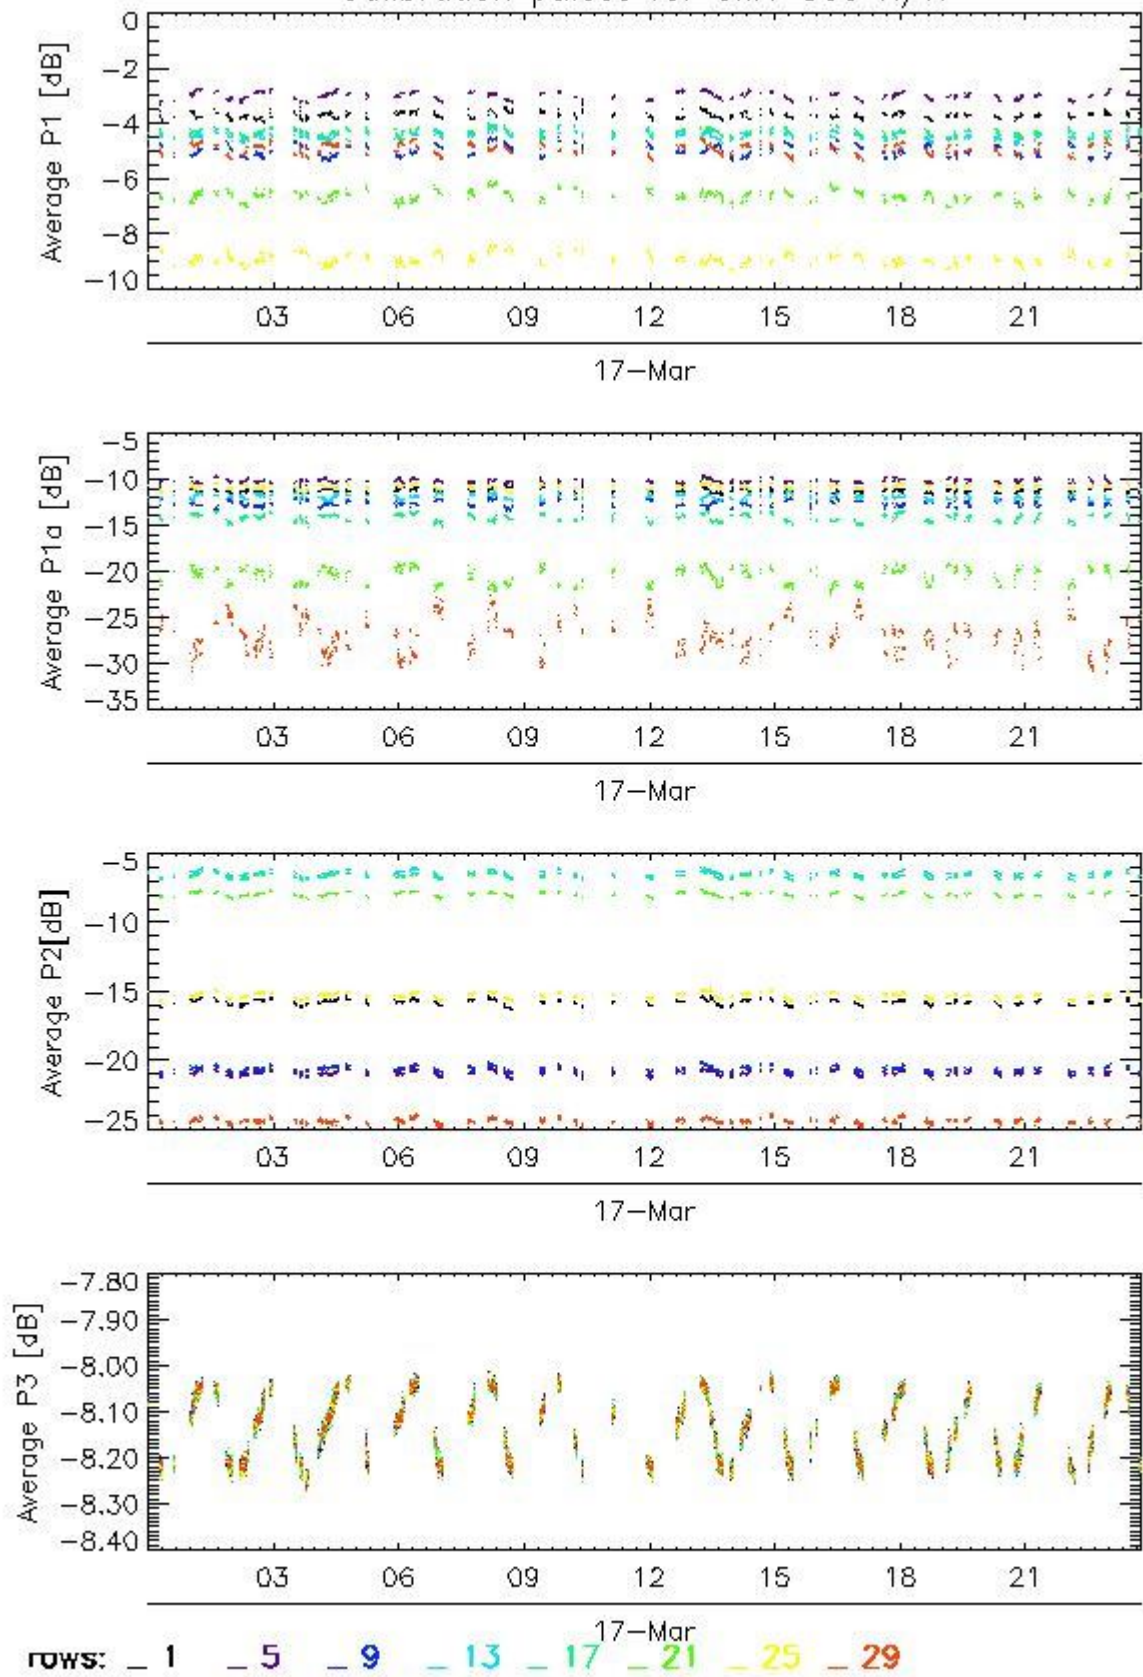 0
-2
-4
-6
-8
-10
Average P1 [dB]
03 06 09 12 15 18 21
17-Mar
-5
-10
-15
-20
-25
-30
-35
Average P1a [dB]
03 06 09 12 15 18 21
17-Mar
-5
-10
-15
-20
-25
Average P2[dB]
03 06 09 12 15 18 21
17-Mar
-7.80
-7.90
-8.00
-8.10
-8.20
-8.30
-8.40
Average P3 [dB]
03 06 09 12 15 18 21
17-Mar
rows: _ 1 _ 5 _ 9 _ 13 _ 17 _ 21 _ 25 _ 29